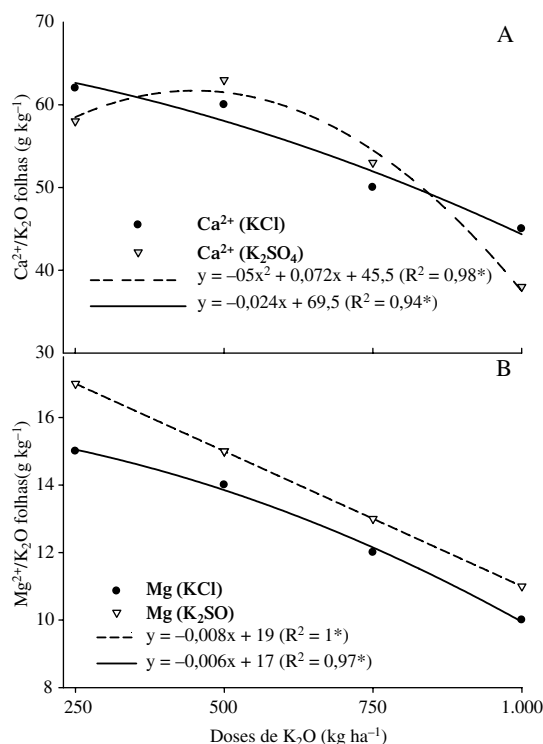 A
70
60
50
40
30
Ca²⁺/K₂O folhas (g kg⁻¹)
Ca²⁺ (KCl)
Ca²⁺ (K₂SO₄)
y = –05x² + 0,072x + 45,5 (R² = 0,98*)
y = –0,024x + 69,5 (R² = 0,94*)
B
16
14
12
10
8
Mg²⁺/K₂O folhas(g kg⁻¹)
Mg (KCl)
Mg (K₂SO)
y = –0,008x + 19 (R² = 1*)
y = –0,006x + 17 (R² = 0,97*)
250 500 750 1.000
Doses de K₂O (kg ha⁻¹)